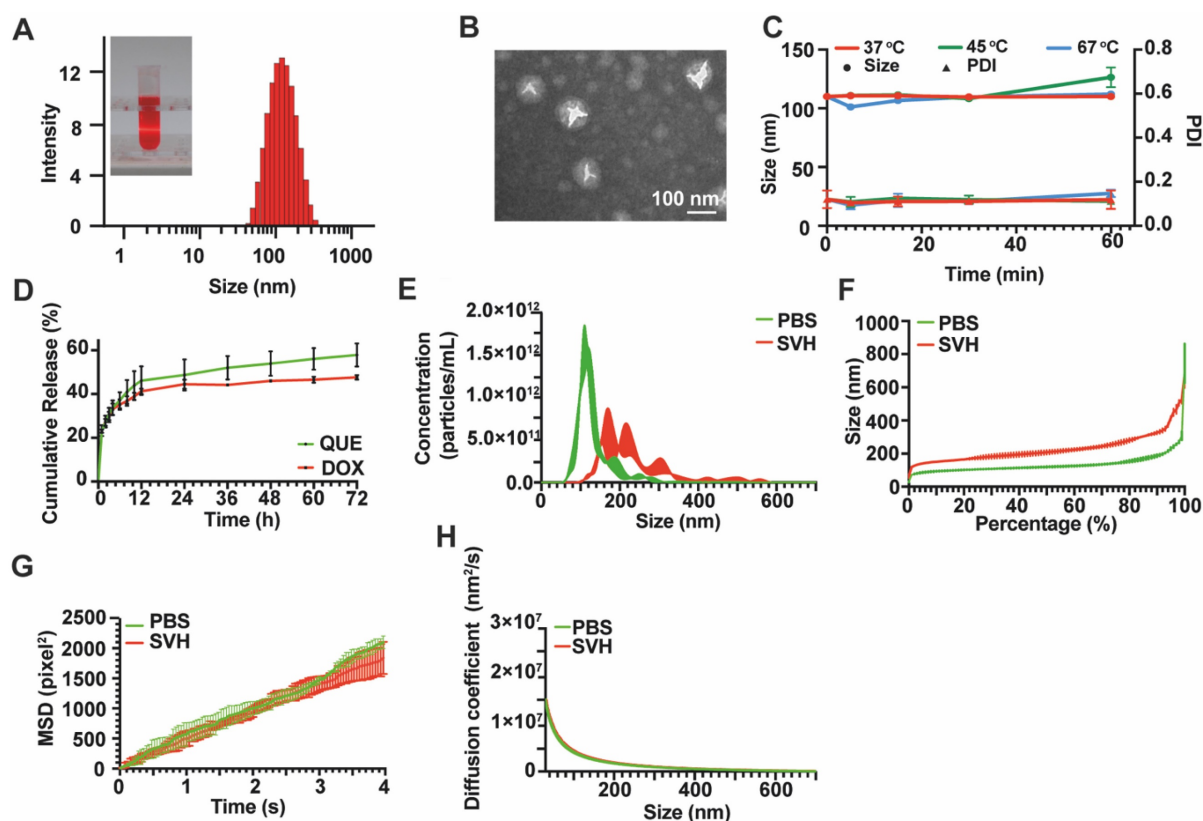 A
Intensity
12
8
4
0
1
10
100
1000
Size (nm)
B
100 nm
C
37 °C
45 °C
67 °C
Size
PDI
150
100
50
0
Size (nm)
0.8
0.6
0.4
0.2
0.0
PDI
0
20
40
60
Time (min)
D
Cumulative Release (%)
60
40
20
0
QUE
DOX
0
12
24
36
48
60
72
Time (h)
E
PBS
SVH
Concentration
(particles/mL)
2.0×10¹²
1.5×10¹²
1.0×10¹²
5.0×10¹¹
0.0
0
200
400
600
Size (nm)
F
PBS
SVH
Size (nm)
1000
800
600
400
200
0
0
20
40
60
80
100
Percentage (%)
G
PBS
SVH
MSD (pixel²)
2500
2000
1500
1000
500
0
0
1
2
3
4
Time (s)
H
Diffusion coefficient (nm²/s)
PBS
SVH
3×10⁷
2×10⁷
1×10⁷
0
200
400
600
Size (nm)